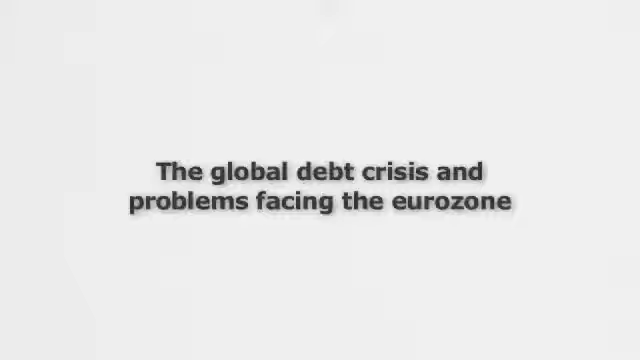 The global debt crisis and
problems facing the eurozone